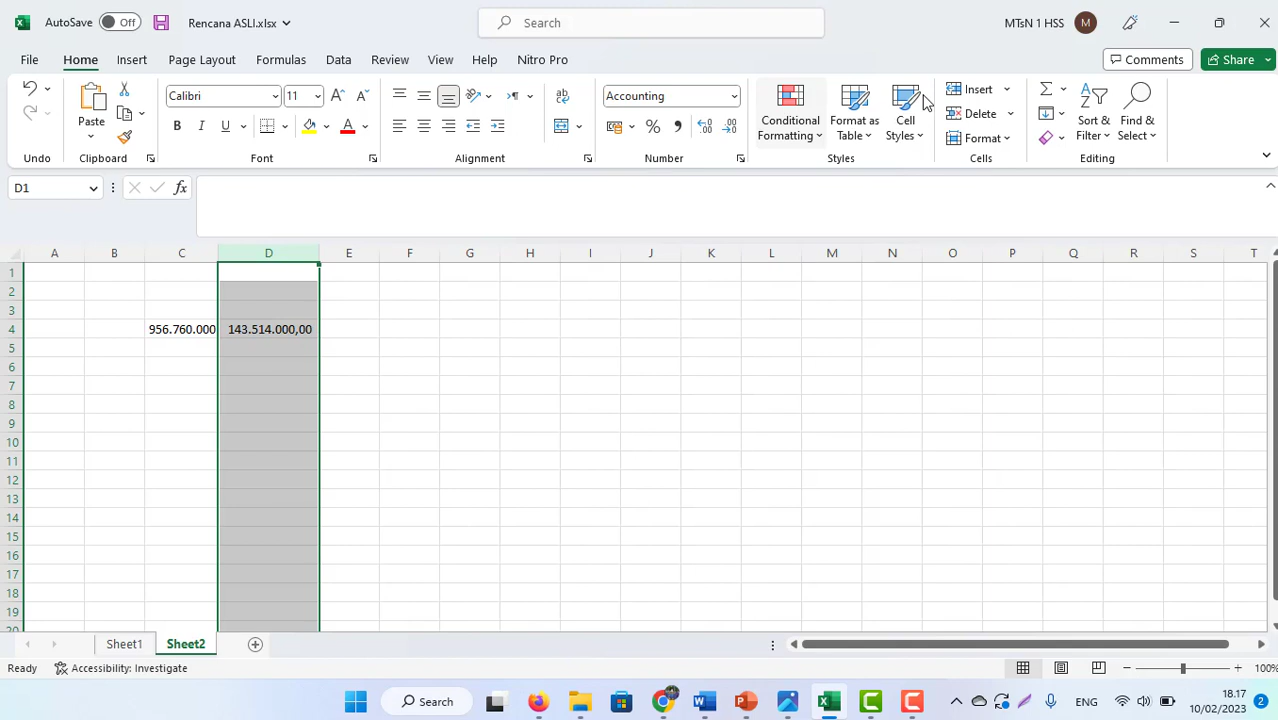 AutoSave Off Rencana ASLI.xlsx Search MTsN 1 HSS M
File Home Insert Draw Page Layout Formulas Data Review View Help Nitro Pro Comments Share
Calibri 11 Accounting Insert
Paste Conditional Formatting Format as Table Cell Styles Delete Sort & Filter Find & Select
Format
Undo Clipboard Font Alignment Number Styles Cells Editing
D1 fx
A B C D E F G H I J K L M N O P Q R S T
1
2
3
4 956.760.000 143.514.000,00
5
6
7
8
9
10
11
12
13
14
15
16
17
18
19
20
Sheet1 Sheet2
Ready Accessibility: Investigate 100%
Search ENG 18.17
10/02/2023 2